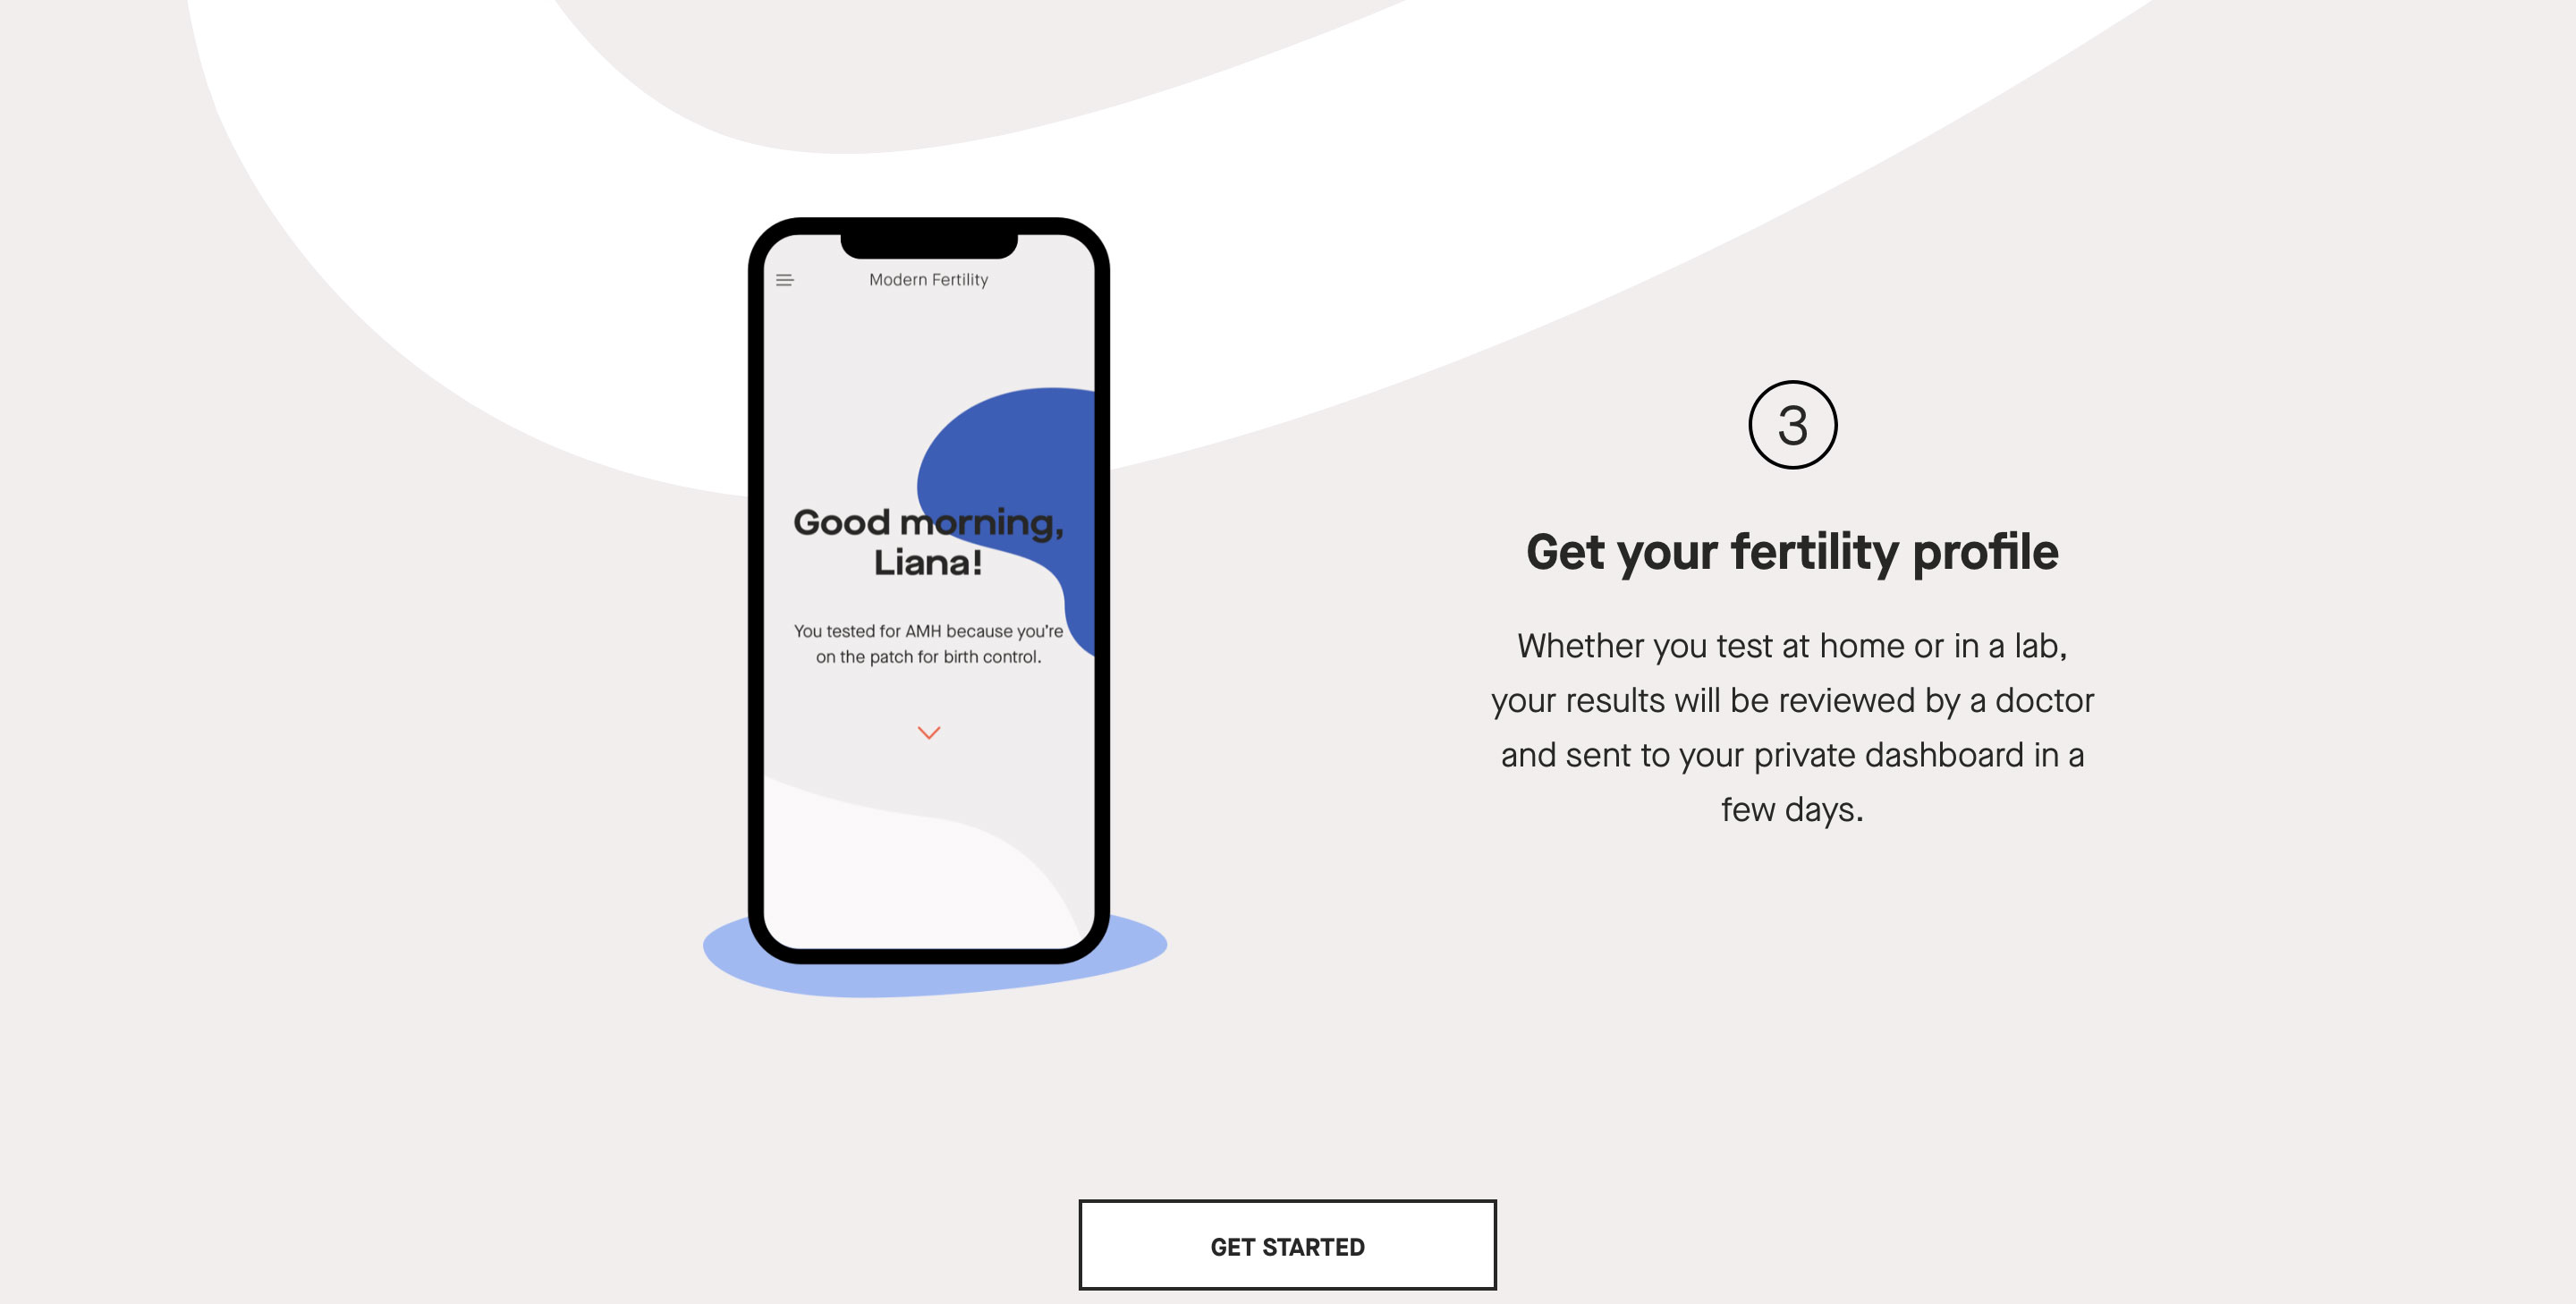 Modern Fertility
Good morning,
Liana!
You tested for AMH because you're
on the patch for birth control.
3
Get your fertility profile
Whether you test at home or in a lab,
your results will be reviewed by a doctor
and sent to your private dashboard in a
few days.
GET STARTED